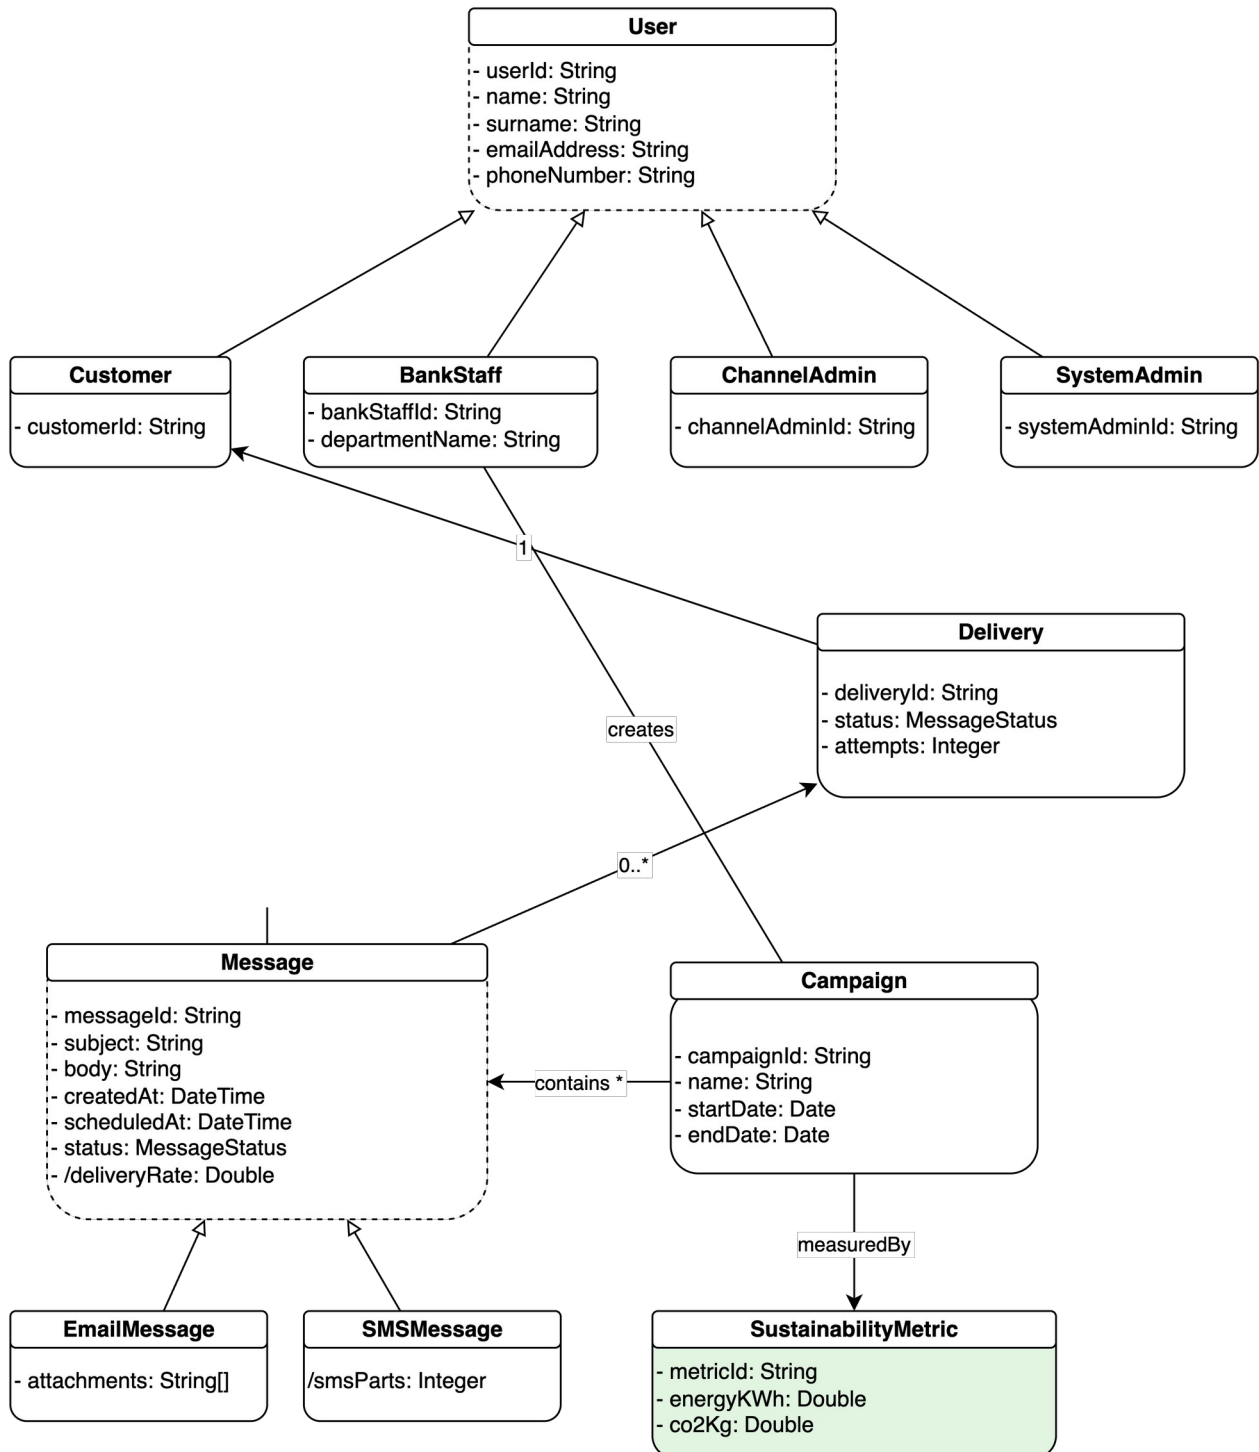 User
- userId: String
- name: String
- surname: String
- emailAddress: String
- phoneNumber: String
Customer
- customerId: String
BankStaff
- bankStaffId: String
- departmentName: String
ChannelAdmin
- channelAdminId: String
SystemAdmin
- systemAdminId: String
1
Delivery
- deliveryId: String
- status: MessageStatus
- attempts: Integer
creates
0..*
Message
- messageId: String
- subject: String
- body: String
- createdAt: DateTime
- scheduledAt: DateTime
- status: MessageStatus
- /deliveryRate: Double
contains *
Campaign
- campaignId: String
- name: String
- startDate: Date
- endDate: Date
measuredBy
EmailMessage
- attachments: String[]
SMSMessage
/smsParts: Integer
SustainabilityMetric
- metricId: String
- energyKWh: Double
- co2Kg: Double